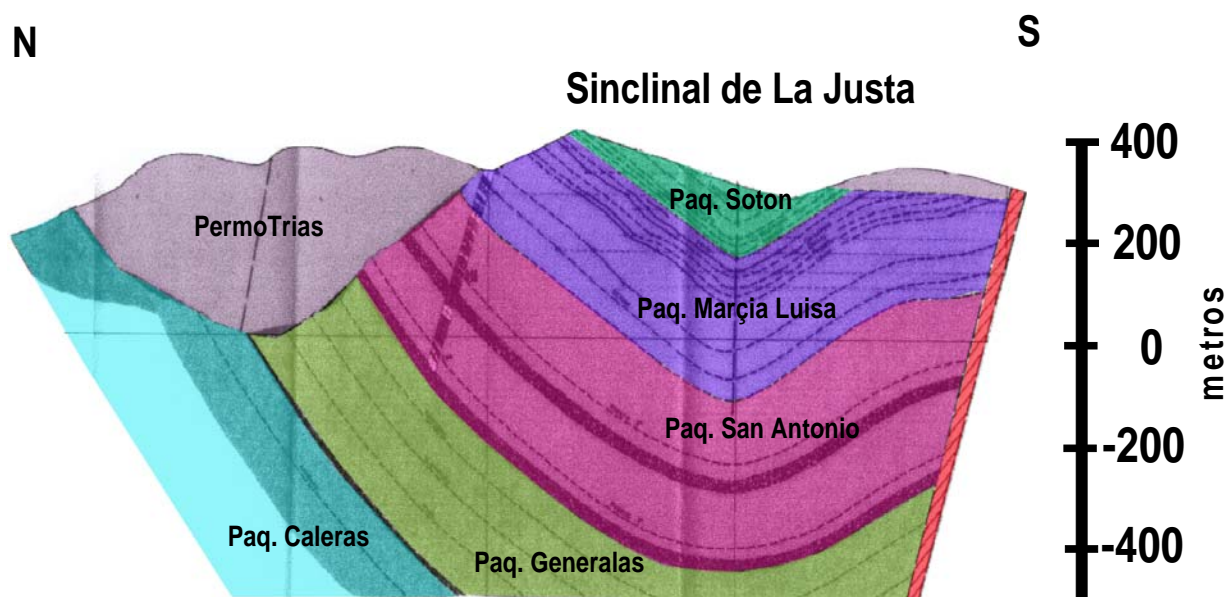 N
S
Sinclinal de La Justa
400
Paq. Soton
PermoTrias
200
Paq. Marçia Luisa
0
metros
Paq. San Antonio
-200
Paq. Caleras
-400
Paq. Generalas